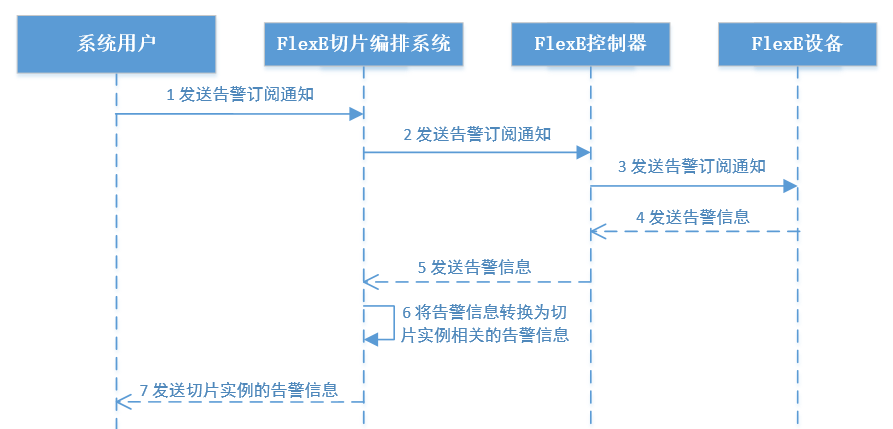 系统用户
FlexE切片编排系统
FlexE控制器
FlexE设备
1 发送告警订阅通知
2 发送告警订阅通知
3 发送告警订阅通知
4 发送告警信息
5 发送告警信息
6 将告警信息转换为切
片实例相关的告警信息
7 发送切片实例的告警信息